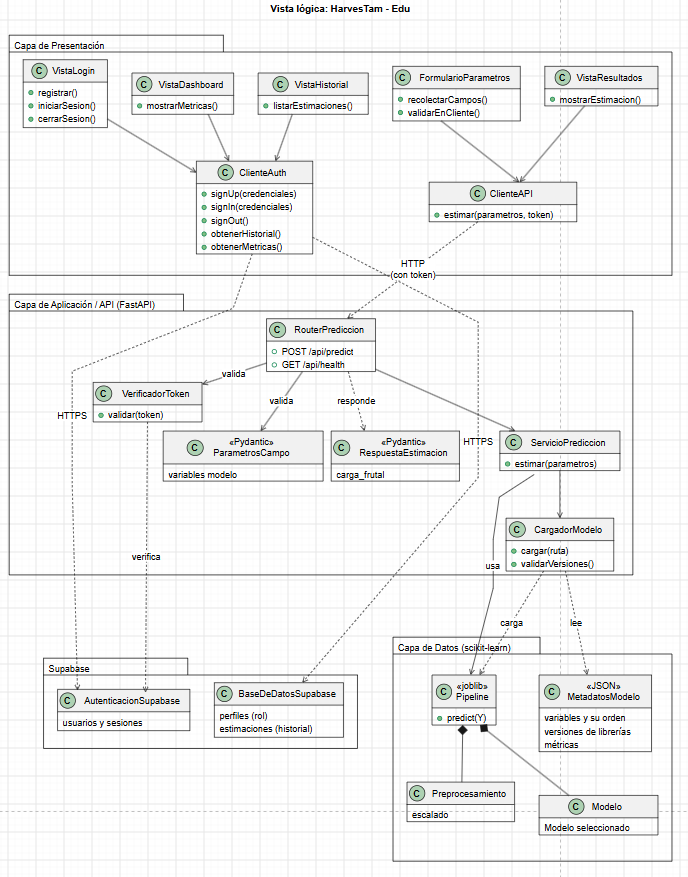 Vista lógica: HarvesTam - Edu
Capa de Presentación
C VistaLogin
registrar()
iniciarSesion()
cerrarSesion()
C VistaDashboard
mostrarMetricas()
C VistaHistorial
listarEstimaciones()
C FormularioParametros
recolectarCampos()
validarEnCliente()
C VistaResultados
mostrarEstimacion()
C ClienteAuth
signUp(credenciales)
signIn(credenciales)
signOut()
obtenerHistorial()
obtenerMetricas()
C ClienteAPI
estimar(parametros, token)
HTTP
(con token)
Capa de Aplicación / API (FastAPI)
C RouterPrediccion
POST /api/predict
GET /api/health
valida
C VerificadorToken
validar(token)
valida
responde
HTTPS
HTTPS
C «Pydantic»
ParametrosCampo
variables modelo
C «Pydantic»
RespuestaEstimacion
carga_frutal
C ServicioPrediccion
estimar(parametros)
C CargadorModelo
cargar(ruta)
validarVersiones()
verifica
usa
carga
lee
Supabase
C AutenticacionSupabase
usuarios y sesiones
C BaseDeDatosSupabase
perfiles (rol)
estimaciones (historial)
Capa de Datos (scikit-learn)
C «joblib»
Pipeline
predict(Y)
C «JSON»
MetadatosModelo
variables y su orden
versiones de librerías
métricas
C Preprocesamiento
escalado
C Modelo
Modelo seleccionado